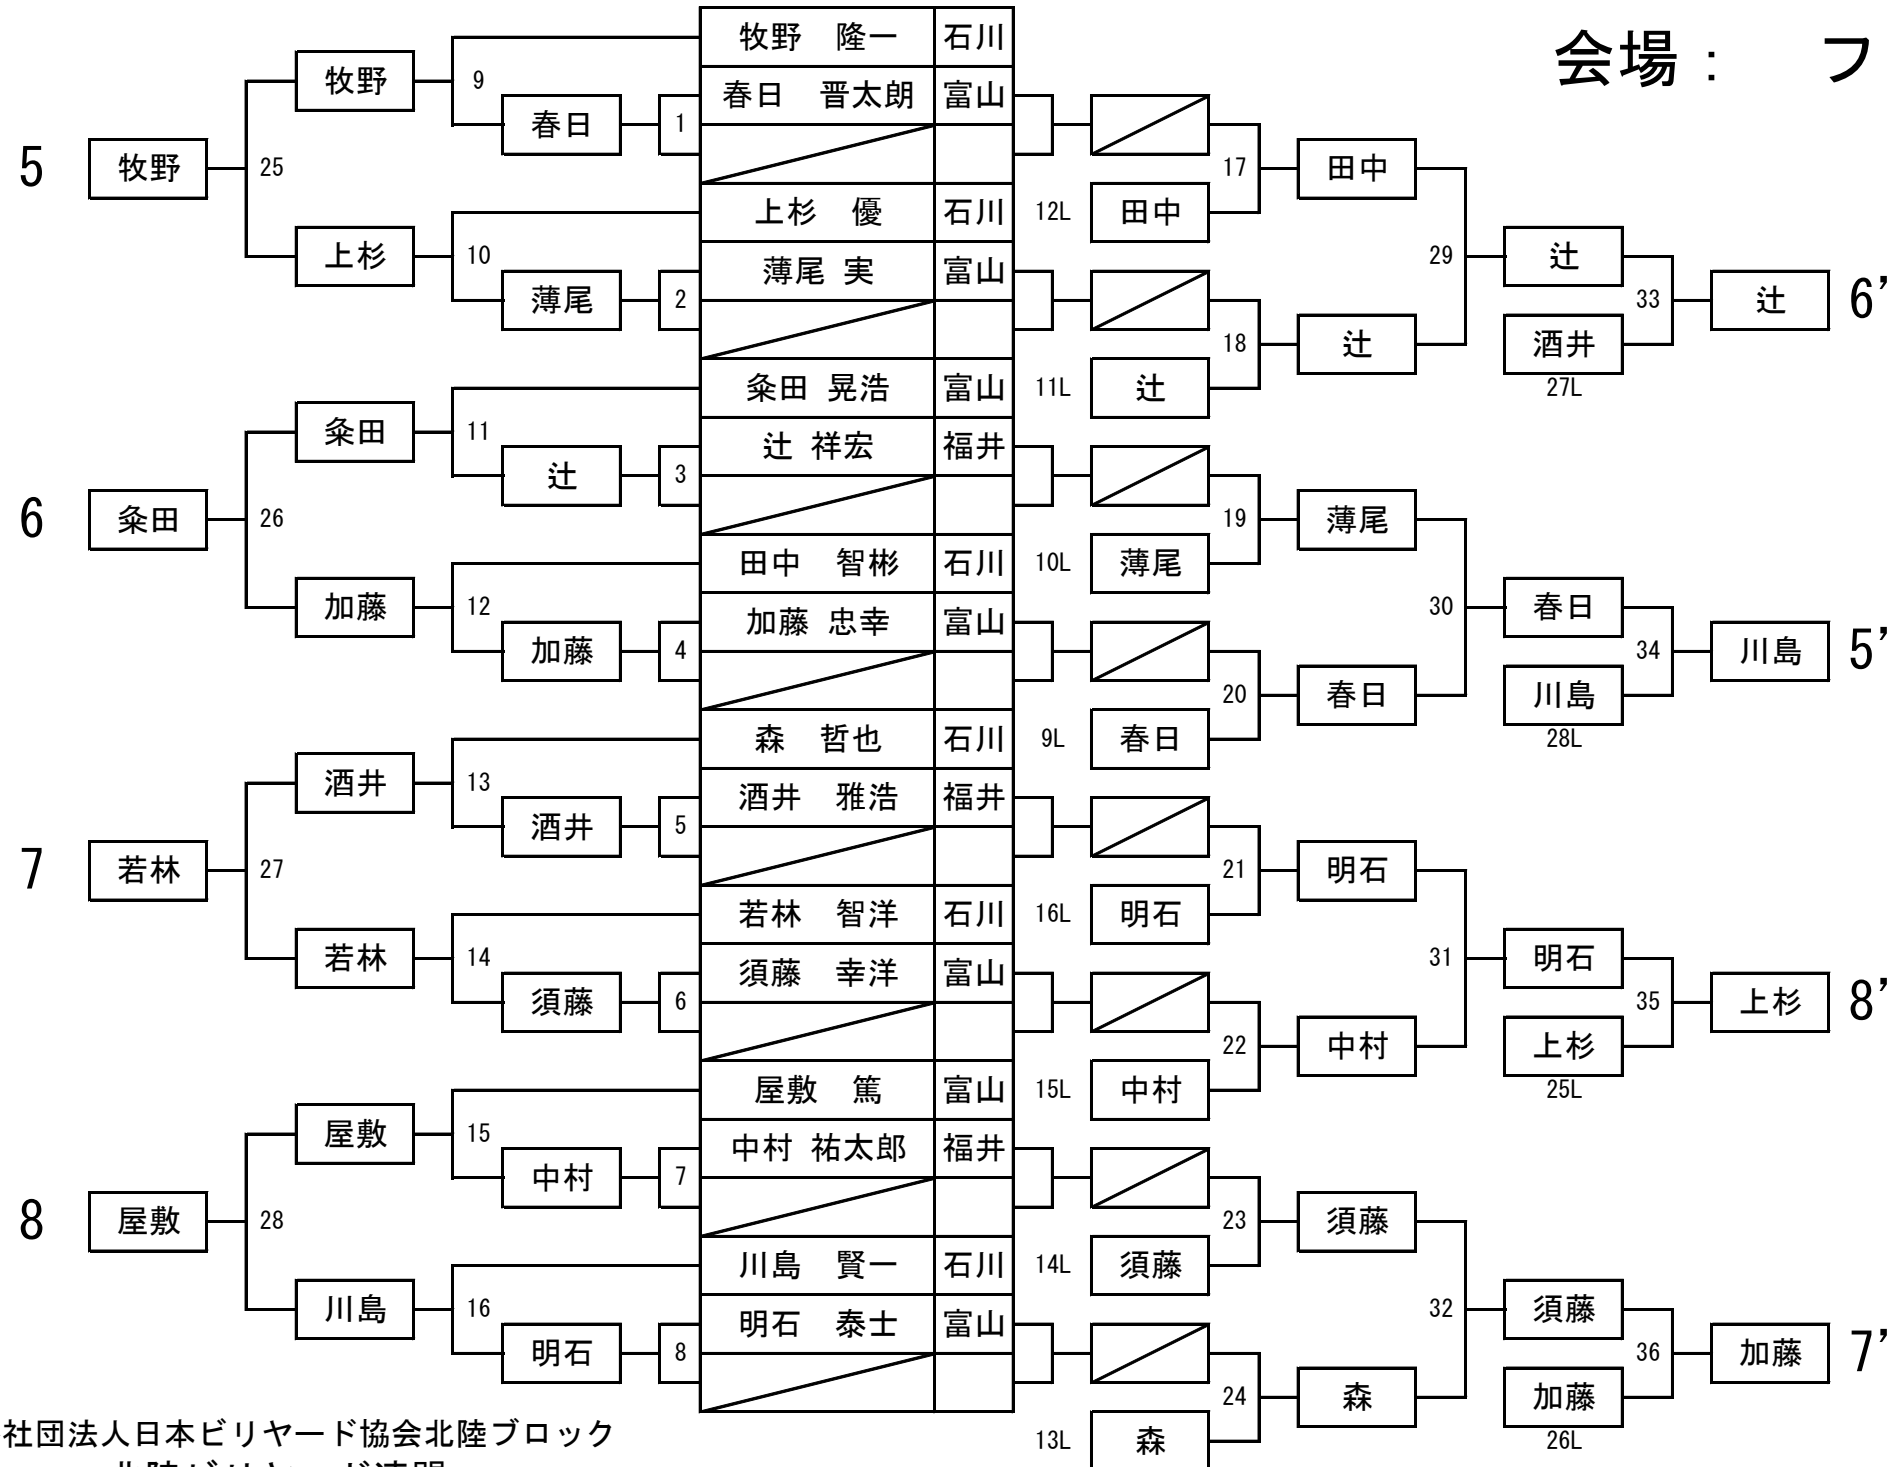 会場： フ
牧野 隆一 石川
春日 晋太朗 富山
上杉 優 石川
薄尾 実 富山
粂田 晃浩 富山
辻 祥宏 福井
田中 智彬 石川
加藤 忠幸 富山
森 哲也 石川
酒井 雅浩 福井
若林 智洋 石川
須藤 幸洋 富山
屋敷 篤 富山
中村 祐太郎 福井
川島 賢一 石川
明石 泰士 富山
5 牧野
25
牧野
9
春日
1
上杉
10
薄尾
2
6 粂田
26
粂田
11
辻
3
加藤
12
加藤
4
7 若林
27
酒井
13
酒井
5
若林
14
須藤
6
8 屋敷
28
屋敷
15
中村
7
川島
16
明石
8
12L 田中
17
田中
11L 辻
18
辻
29
辻
酒井
27L
33
辻 6’
10L 薄尾
19
薄尾
9L 春日
20
春日
30
春日
川島
28L
34
川島 5’
16L 明石
21
明石
15L 中村
22
中村
31
明石
上杉
25L
35
上杉 8’
14L 須藤
23
須藤
13L 森
24
森
32
須藤
加藤
26L
36
加藤 7’
社団法人日本ビリヤード協会北陸ブロック